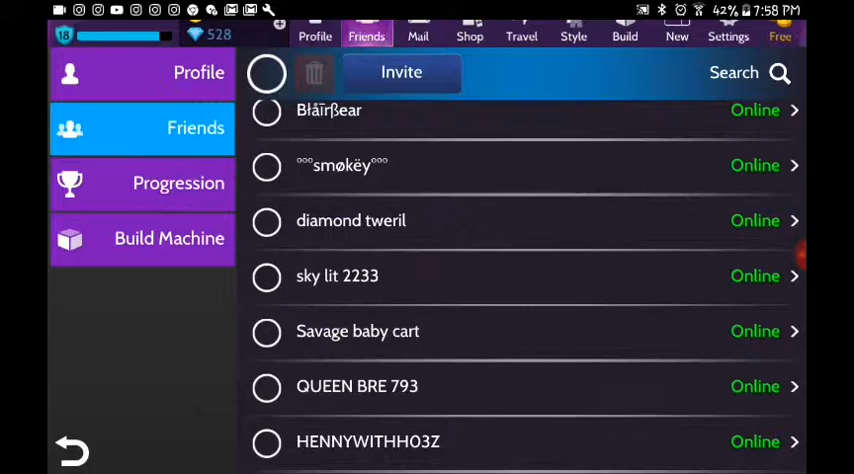 42% 7:58 PM
18 528 Profile Friends Mail Shop Travel Style Build New Settings Free
Profile Invite Search
Friends
Progression
Build Machine
Błåīrßear Online
°°°smøkëy°°° Online
diamond tweril Online
sky lit 2233 Online
Savage baby cart Online
QUEEN BRE 793 Online
HENNYWITHHO3Z Online